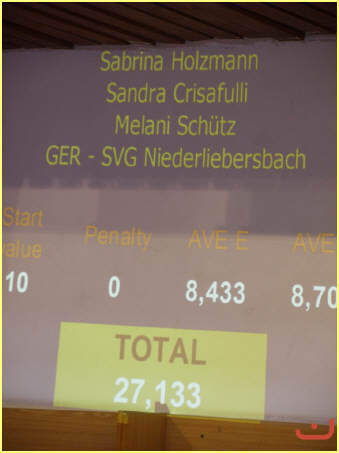 Sabrina Holzmann
Sandra Crisafulli
Melani Schütz
GER - SVG Niederliebersbach
Start value Penalty AVE E AVE
10 0 8,433 8,70
TOTAL
27,133